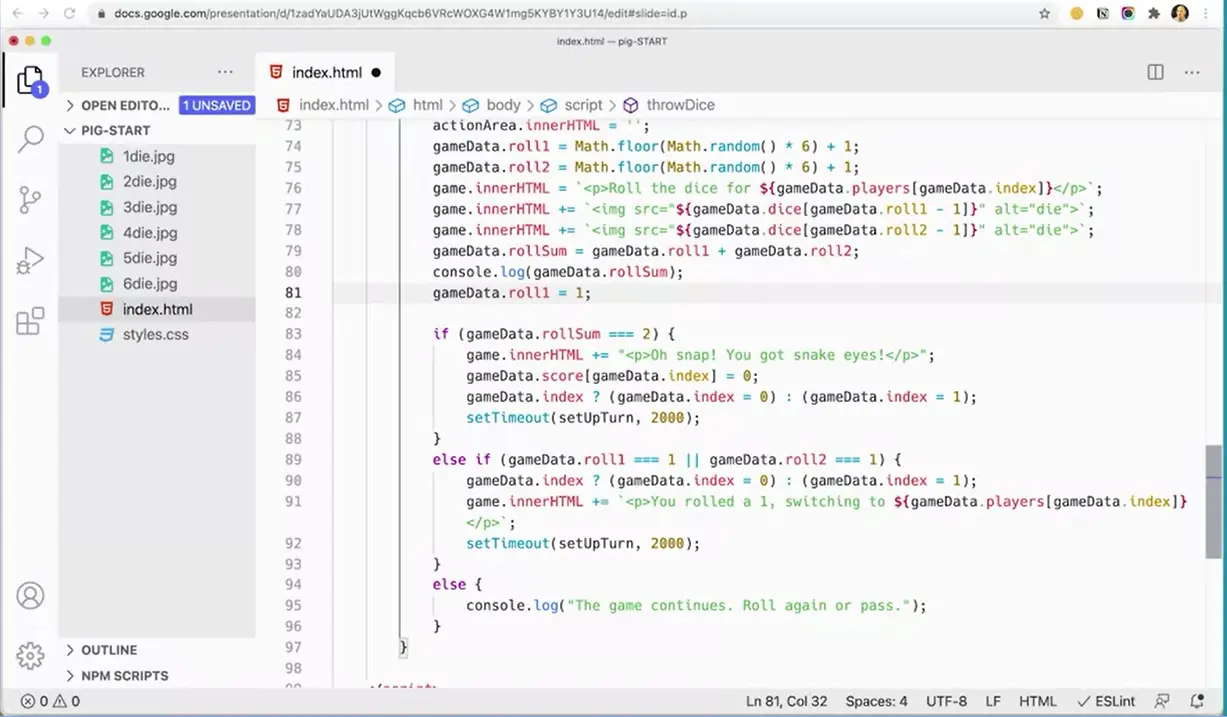 docs.google.com/presentation/d/1zadYaUDA3jUtWggKqcb6VRcWOXG4W1mg5KYBY1Y3U14/edit#slide=id.p
index.html — pig-START
EXPLORER
index.html
1
OPEN EDITO... 1 UNSAVED
index.html > html > body > script > throwDice
PIG-START
1die.jpg
2die.jpg
3die.jpg
4die.jpg
5die.jpg
6die.jpg
index.html
styles.css
OUTLINE
NPM SCRIPTS
73 actionArea.innerHTML = '';
74 gameData.roll1 = Math.floor(Math.random() * 6) + 1;
75 gameData.roll2 = Math.floor(Math.random() * 6) + 1;
76 game.innerHTML = `<p>Roll the dice for ${gameData.players[gameData.index]}</p>`;
77 game.innerHTML += `<img src="${gameData.dice[gameData.roll1 - 1]}" alt="die">`;
78 game.innerHTML += `<img src="${gameData.dice[gameData.roll2 - 1]}" alt="die">`;
79 gameData.rollSum = gameData.roll1 + gameData.roll2;
80 console.log(gameData.rollSum);
81 gameData.roll1 = 1;
82
83 if (gameData.rollSum === 2) {
84 game.innerHTML += "<p>Oh snap! You got snake eyes!</p>";
85 gameData.score[gameData.index] = 0;
86 gameData.index ? (gameData.index = 0) : (gameData.index = 1);
87 setTimeout(setUpTurn, 2000);
88 }
89 else if (gameData.roll1 === 1 || gameData.roll2 === 1) {
90 gameData.index ? (gameData.index = 0) : (gameData.index = 1);
91 game.innerHTML += `<p>You rolled a 1, switching to ${gameData.players[gameData.index]}
</p>`;
92 setTimeout(setUpTurn, 2000);
93 }
94 else {
95 console.log("The game continues. Roll again or pass.");
96 }
97 }
98
99 </script>
0 0 Ln 81, Col 32 Spaces: 4 UTF-8 LF HTML ESLint